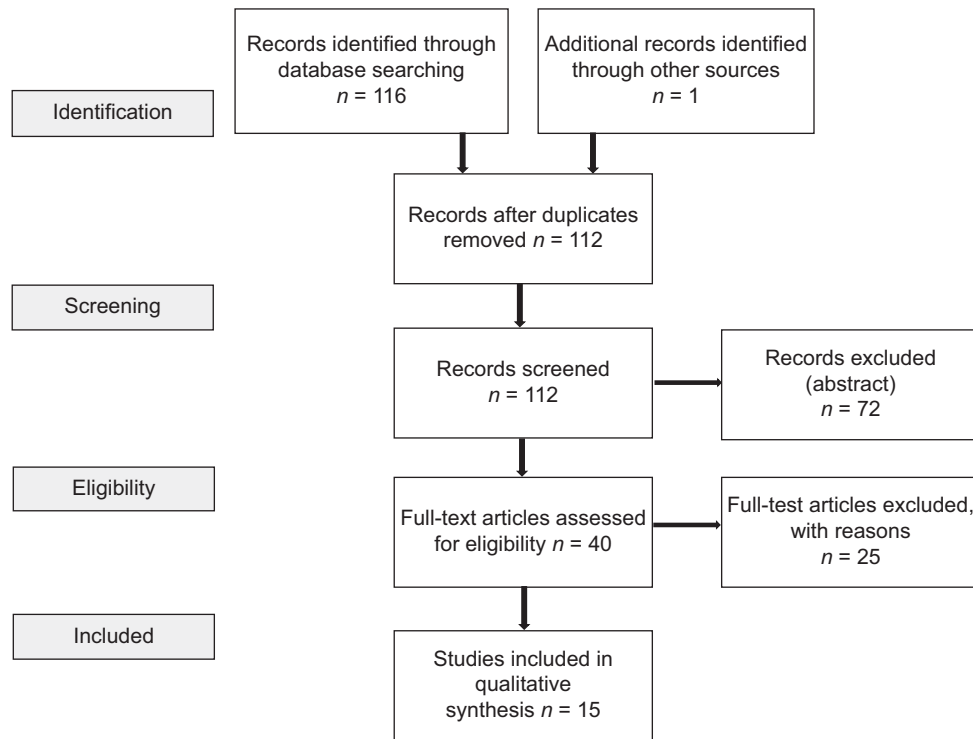 Records identified through
database searching
n = 116
Additional records identified
through other sources
n = 1
Identification
Records after duplicates
removed n = 112
Screening
Records screened
n = 112
Records excluded
(abstract)
n = 72
Eligibility
Full-text articles assessed
for eligibility n = 40
Full-test articles excluded,
with reasons
n = 25
Included
Studies included in
qualitative
synthesis n = 15